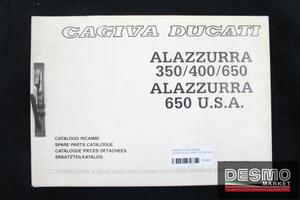 CAGIVA DUCATI
ALAZZURRA
350/400/650
ALAZZURRA
650 U.S.A.
CATALOGO RICAMBI
SPARE PARTS CATALOGUE
CATALOGUE PIECES DETACHEES
ERSATZTEILKATALOG
DESMO
MARKET